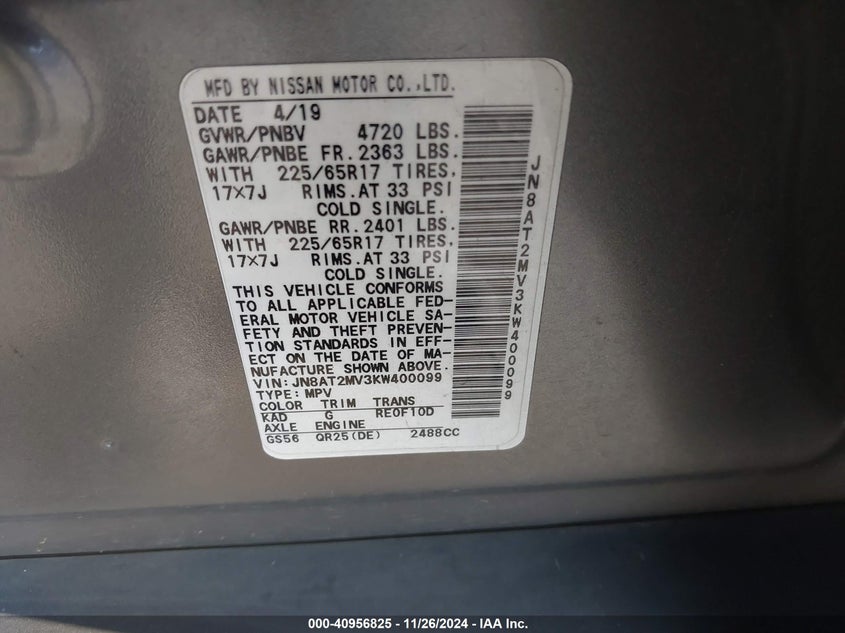 MFD BY NISSAN MOTOR CO.,LTD.
DATE 4/19
GVWR/PNBV 4720 LBS.
GAWR/PNBE FR. 2363 LBS.
WITH 225/65R17 TIRES.
17×7J RIMS.AT 33 PSI
COLD SINGLE.
GAWR/PNBE RR. 2401 LBS.
WITH 225/65R17 TIRES.
17×7J RIMS.AT 33 PSI
COLD SINGLE.
THIS VEHICLE CONFORMS
TO ALL APPLICABLE FED-
ERAL MOTOR VEHICLE SA-
FETY AND THEFT PREVEN-
TION STANDARDS IN EFF-
ECT ON THE DATE OF MA-
NUFACTURE SHOWN ABOVE.
VIN:JN8AT2MV3KW400099
TYPE:MPV
COLOR TRIM TRANS
KAD G RE0F10D
AXLE ENGINE
GS56 QR25(DE) 2488CC
JN8AT2MV3KW400099
000-40956825 - 11/26/2024 - IAA Inc.